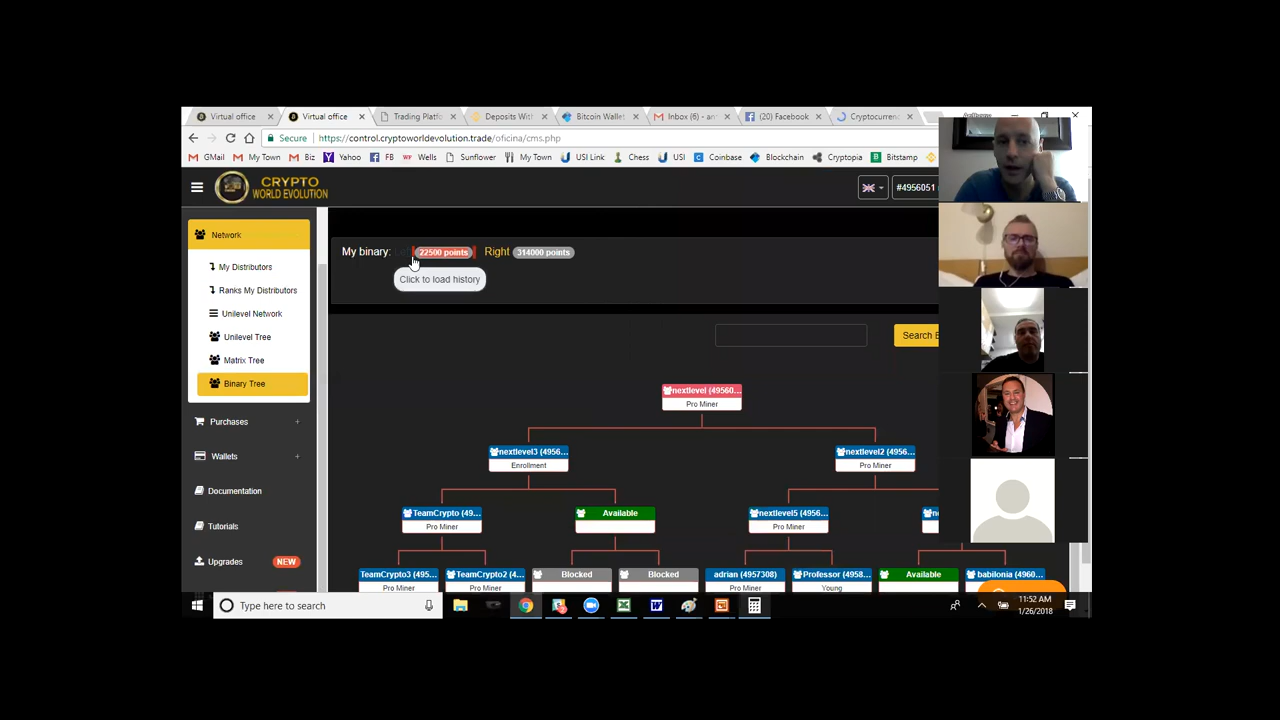 Virtual office
Virtual office
Trading Platfo
Deposits With
Bitcoin Wallet
Inbox (6) - an
(20) Facebook
Cryptocurrenc
Secure | https://control.cryptoworldevolution.trade/oficina/cms.php
GMail
My Town
Biz
Yahoo
FB
Wells
Sunflower
My Town
USI Link
Chess
USI
Coinbase
Blockchain
Cryptopia
Bitstamp
CRYPTO
WORLD EVOLUTION
#4956051
Network
My Distributors
Ranks My Distributors
Unilevel Network
Unilevel Tree
Matrix Tree
Binary Tree
Purchases +
Wallets +
Documentation
Tutorials
Upgrades NEW
My binary: 22500 points Right 314000 points
Click to load history
Search
nextlevel (49560...
Pro Miner
nextlevel3 (4956...
Enrollment
nextlevel2 (4956...
Pro Miner
TeamCrypto (49...
Pro Miner
Available
nextlevel5 (4956...
Pro Miner
TeamCrypto3 (495...
Pro Miner
TeamCrypto2 (4...
Pro Miner
Blocked
Blocked
adrian (4957308)
Pro Miner
Professor (4958...
Young
Available
babilonia (4960...
Type here to search
11:52 AM
1/26/2018